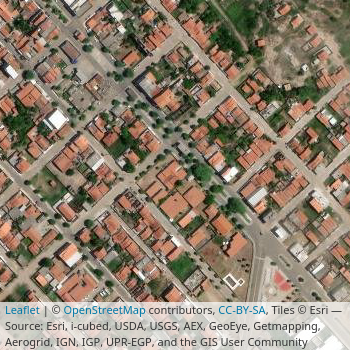 Leaflet | © OpenStreetMap contributors, CC-BY-SA, Tiles © Esri —
Source: Esri, i-cubed, USDA, USGS, AEX, GeoEye, Getmapping,
Aerogrid, IGN, IGP, UPR-EGP, and the GIS User Community